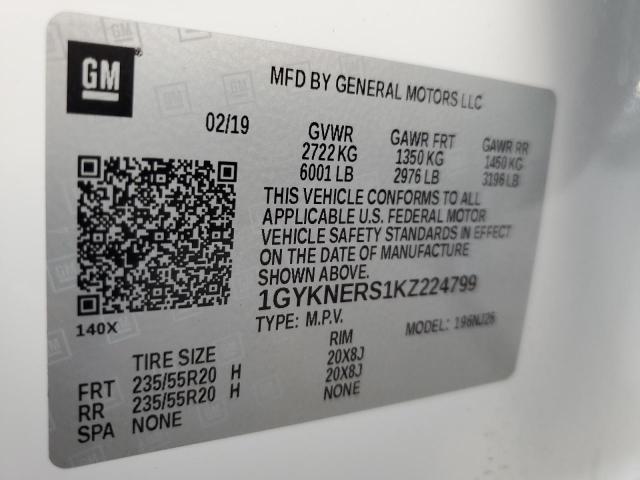 GM
MFD BY GENERAL MOTORS LLC
02/19 GVWR GAWR FRT GAWR RR
2722 KG 1350 KG 1450 KG
6001 LB 2976 LB 3196 LB
THIS VEHICLE CONFORMS TO ALL
APPLICABLE U.S. FEDERAL MOTOR
VEHICLE SAFETY STANDARDS IN EFFECT
ON THE DATE OF MANUFACTURE
SHOWN ABOVE.
1GYKNERS1KZ224799
140X
TYPE: M.P.V. MODEL: 196NJ26
TIRE SIZE RIM
FRT 235/55R20 H 20X8J
RR 235/55R20 H 20X8J
SPA NONE NONE